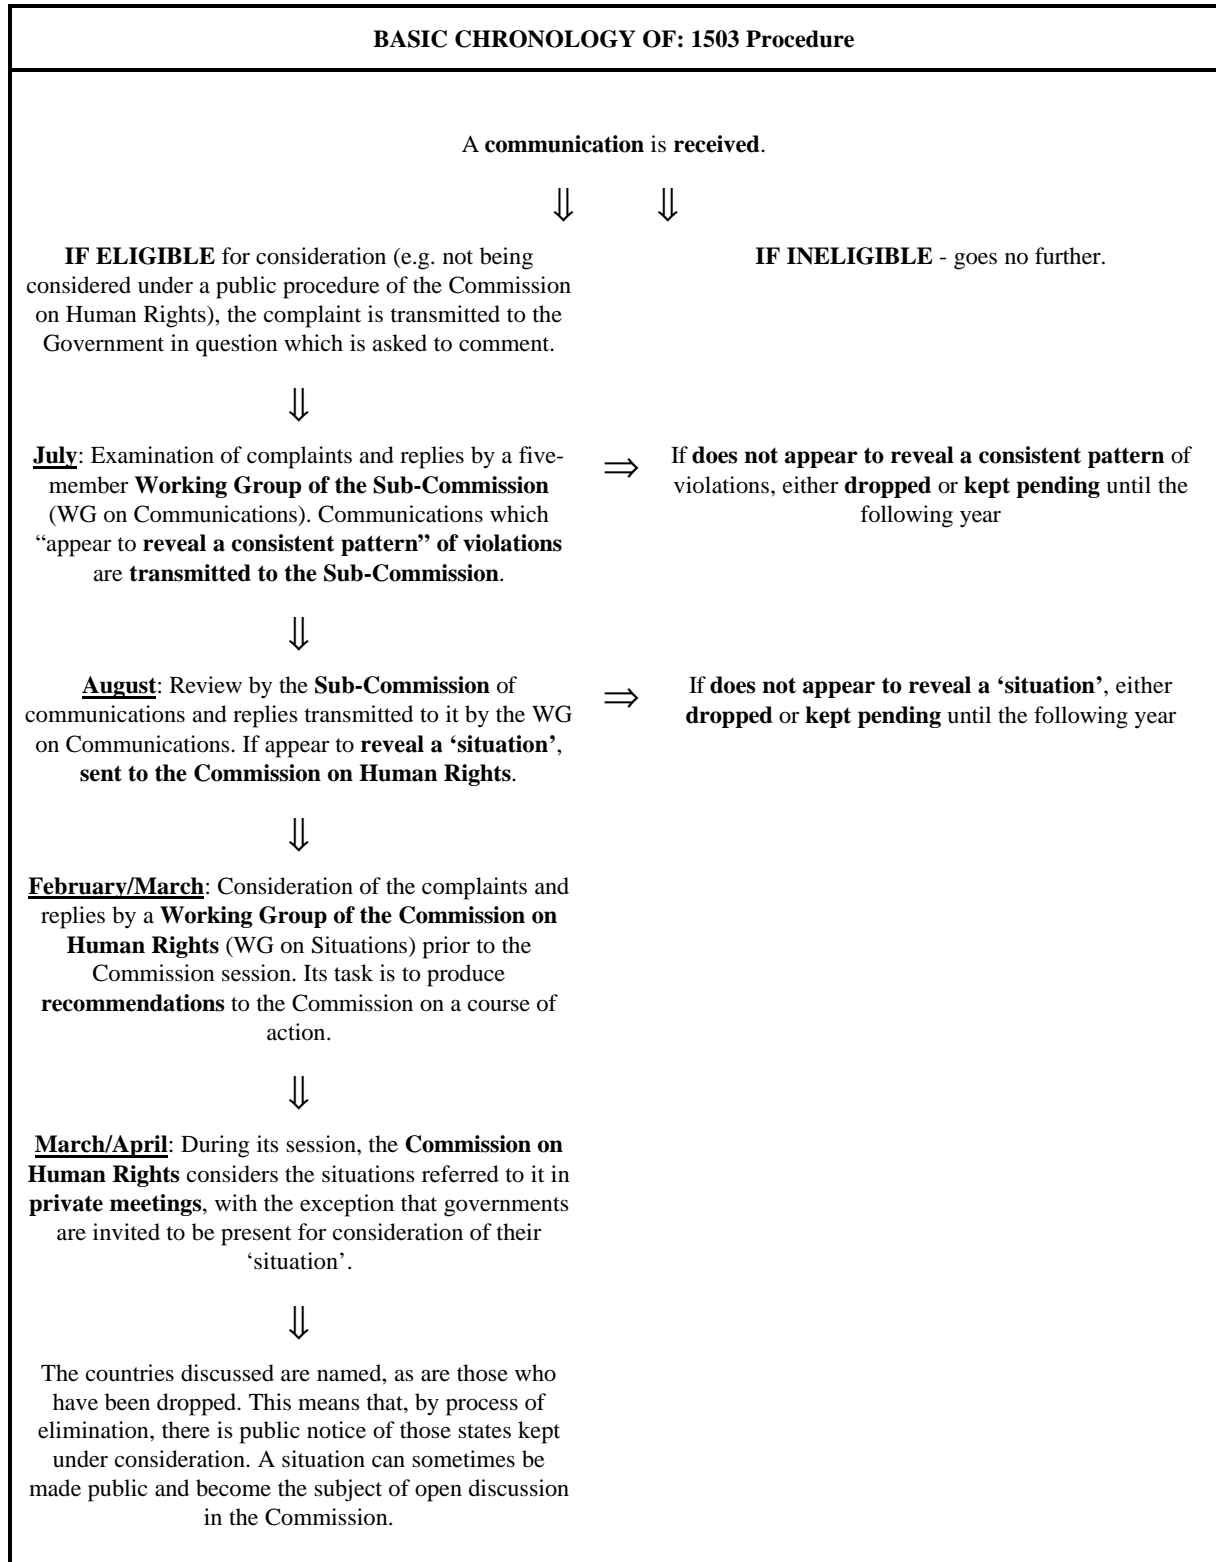 BASIC CHRONOLOGY OF: 1503 Procedure
A communication is received.
⇓ ⇓
IF ELIGIBLE for consideration (e.g. not being
considered under a public procedure of the Commission
on Human Rights), the complaint is transmitted to the
Government in question which is asked to comment.
IF INELIGIBLE - goes no further.
⇓
July: Examination of complaints and replies by a five-
member Working Group of the Sub-Commission
(WG on Communications). Communications which
“appear to reveal a consistent pattern” of violations
are transmitted to the Sub-Commission.
⇒
If does not appear to reveal a consistent pattern of
violations, either dropped or kept pending until the
following year
⇓
August: Review by the Sub-Commission of
communications and replies transmitted to it by the WG
on Communications. If appear to reveal a ‘situation’,
sent to the Commission on Human Rights.
⇒
If does not appear to reveal a ‘situation’, either
dropped or kept pending until the following year
⇓
February/March: Consideration of the complaints and
replies by a Working Group of the Commission on
Human Rights (WG on Situations) prior to the
Commission session. Its task is to produce
recommendations to the Commission on a course of
action.
⇓
March/April: During its session, the Commission on
Human Rights considers the situations referred to it in
private meetings, with the exception that governments
are invited to be present for consideration of their
‘situation’.
⇓
The countries discussed are named, as are those who
have been dropped. This means that, by process of
elimination, there is public notice of those states kept
under consideration. A situation can sometimes be
made public and become the subject of open discussion
in the Commission.